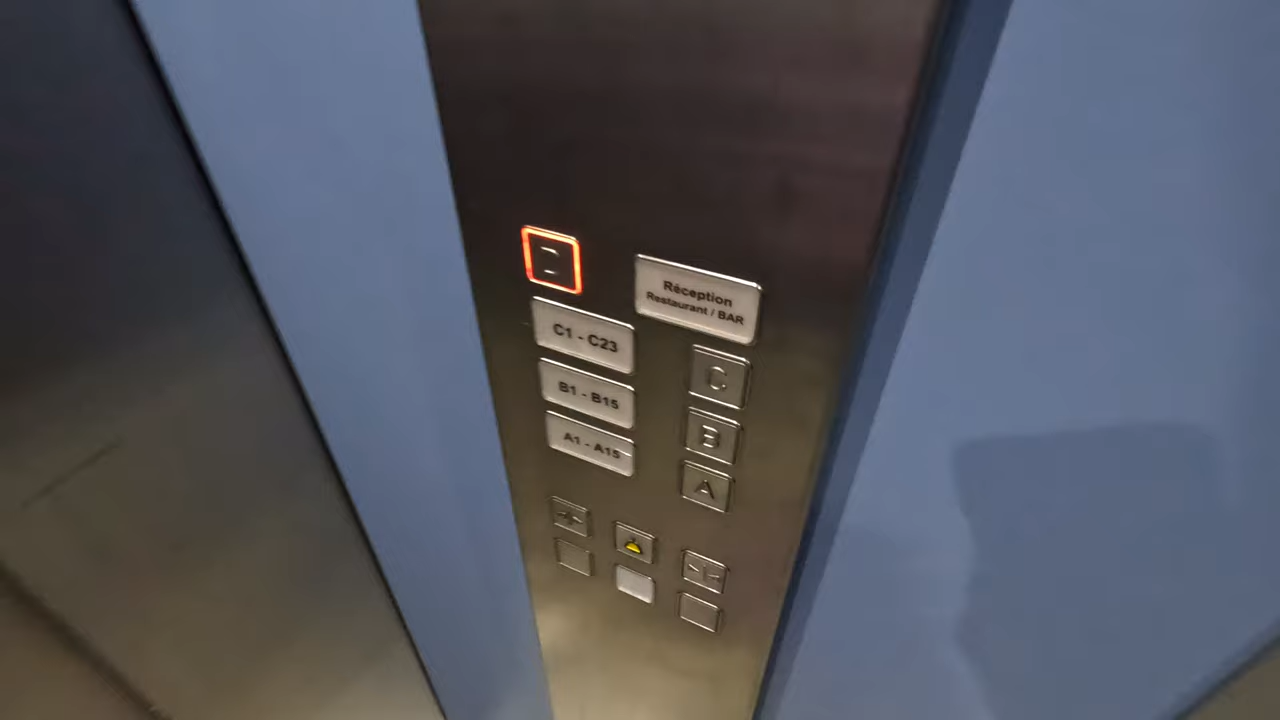 D
Réception
Restaurant / BAR
C1 - C23
C
B1 - B15
B
A1 - A15
A